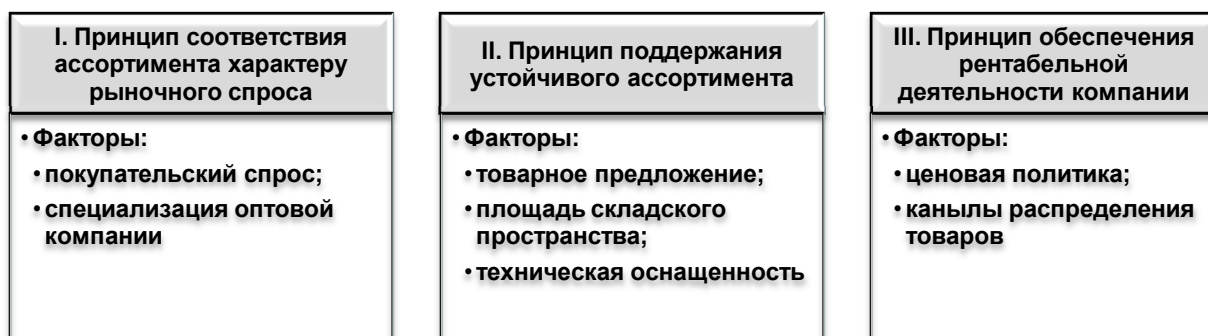 I. Принцип соответствия
ассортимента характеру
рыночного спроса
• Факторы:
• покупательский спрос;
• специализация оптовой
компании
II. Принцип поддержания
устойчивого ассортимента
• Факторы:
• товарное предложение;
• площадь складского
пространства;
• техническая оснащенность
III. Принцип обеспечения
рентабельной
деятельности компании
• Факторы:
• ценовая политика;
• канылы распределения
товаров